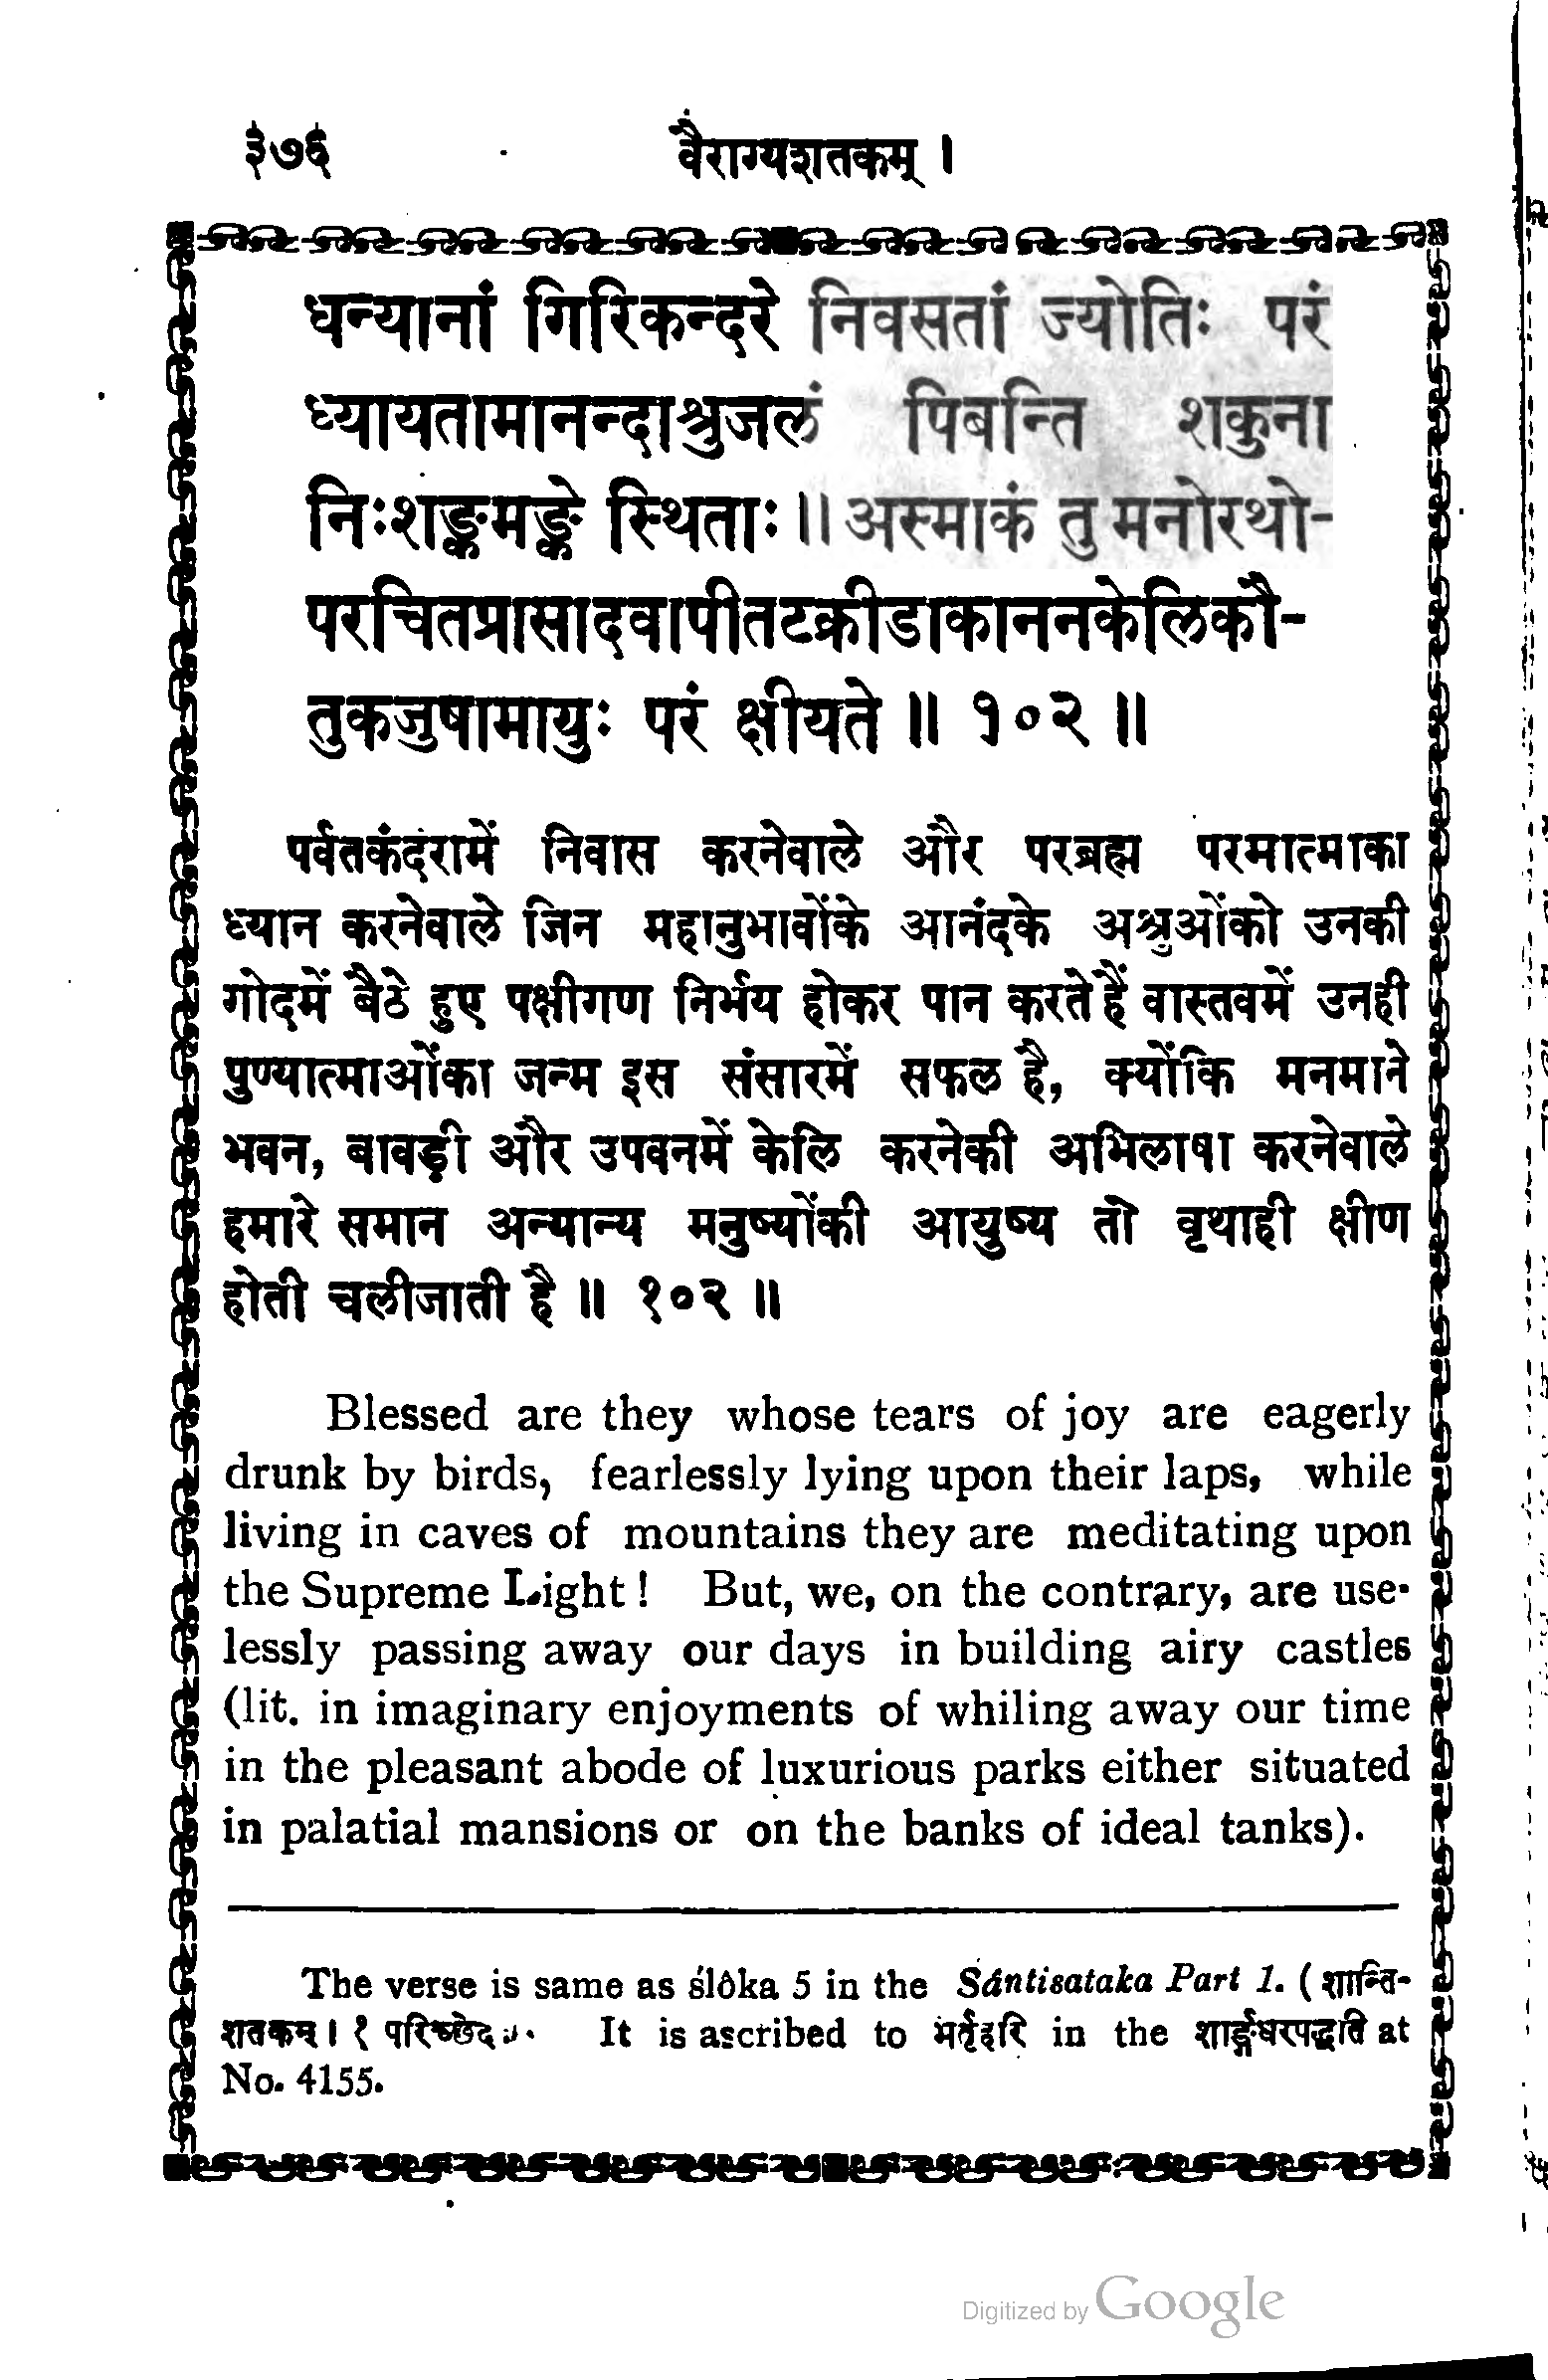 ३७६ वैराग्यशतकम् ।
धन्यानां गिरिकन्दरे निवसतां ज्योतिः परं
ध्यायतामानन्दाश्रुजलं पिबन्ति शकुना
निःशङ्कमङ्के स्थिताः ॥ अस्माकं तु मनोरथो-
परचितप्रासादवापीतटक्रीडाकाननकेलिकौ-
तुकजुषामायुः परं क्षीयते ॥ १०२ ॥
पर्वतकंदरामें निवास करनेवाले और परब्रह्म परमात्माका
ध्यान करनेवाले जिन महानुभावोंके आनंदके अश्रुओंको उनकी
गोदमें बैठे हुए पक्षीगण निर्भय होकर पान करते हैं वास्तवमें उनही
पुण्यात्माओंका जन्म इस संसारमें सफल है, क्योंकि मनमाने
भवन, बावड़ी और उपवनमें केलि करनेकी अभिलाषा करनेवाले
हमारे समान अन्यान्य मनुष्योंकी आयुष्य तो वृथाही क्षीण
होती चलीजाती है ॥ १०२ ॥
Blessed are they whose tears of joy are eagerly
drunk by birds, fearlessly lying upon their laps, while
living in caves of mountains they are meditating upon
the Supreme Light! But, we, on the contrary, are use-
lessly passing away our days in building airy castles
(lit. in imaginary enjoyments of whiling away our time
in the pleasant abode of luxurious parks either situated
in palatial mansions or on the banks of ideal tanks).
The verse is same as ślôka 5 in the Sántisataka Part 1. ( शान्ति-
शतकम् । १ परिच्छेद It is ascribed to भर्तृहरि in the शार्ङ्गधरपद्धति at
No. 4155.
Digitized by Google